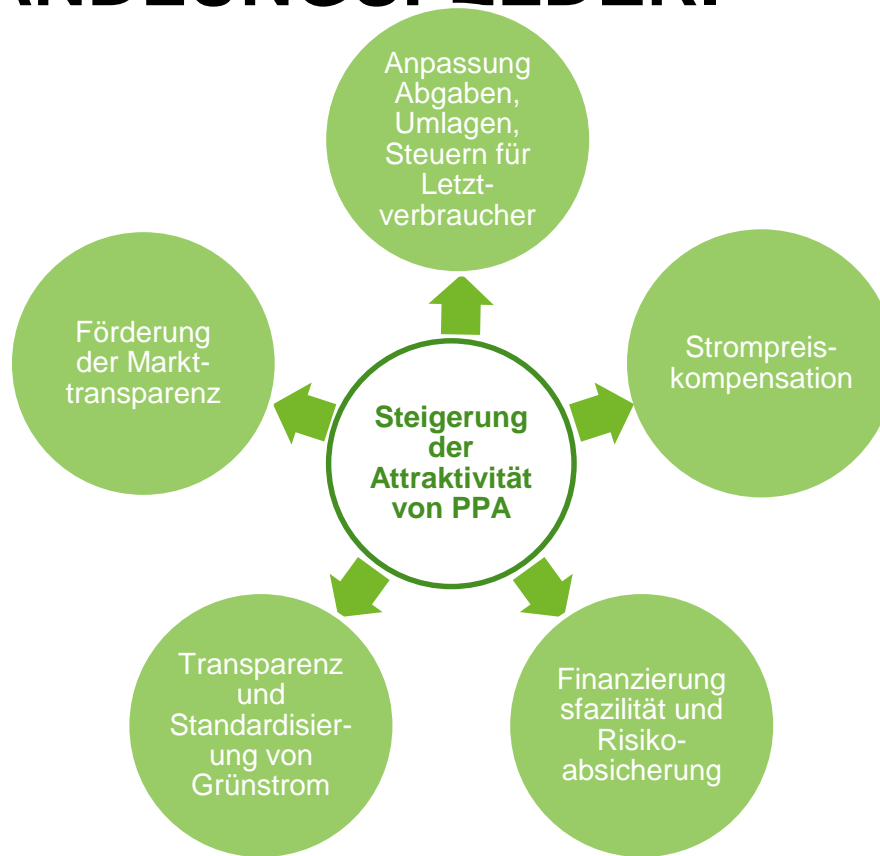 Anpassung
Abgaben,
Umlagen,
Steuern für
Letzt-
verbraucher
Förderung
der Markt-
transparenz
Strompreis-
kompensation
Steigerung
der
Attraktivität
von PPA
Transparenz
und
Standardisier-
ung von
Grünstrom
Finanzierung
sfazilität und
Risiko-
absicherung